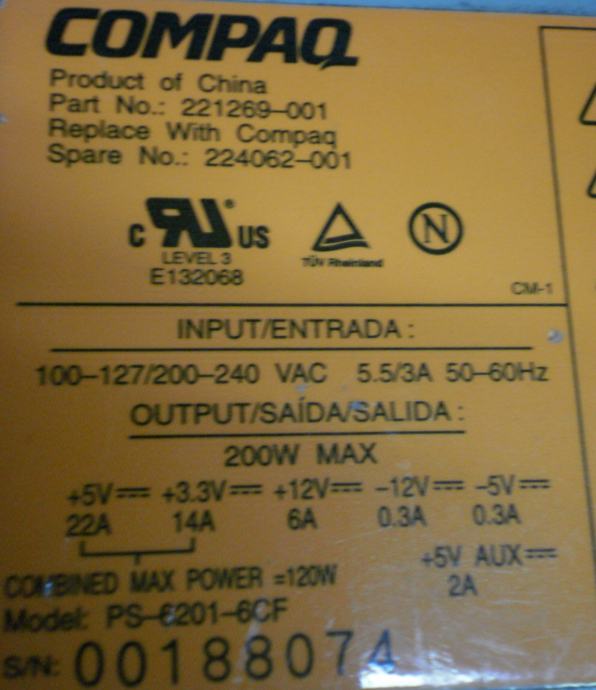 COMPAQ
Product of China
Part No.: 221269-001
Replace With Compaq
Spare No.: 224062-001
c RU® US
LEVEL 3
E132068
TÜV Rheinland
N
CM-1
INPUT/ENTRADA:
100-127/200-240 VAC 5.5/3A 50-60Hz
OUTPUT/SAÍDA/SALIDA:
200W MAX
+5V +3.3V +12V -12V -5V
22A 14A 6A 0.3A 0.3A
+5V AUX
2A
COMBINED MAX POWER =120W
Model: PS-6201-6CF
S/N: 00188074